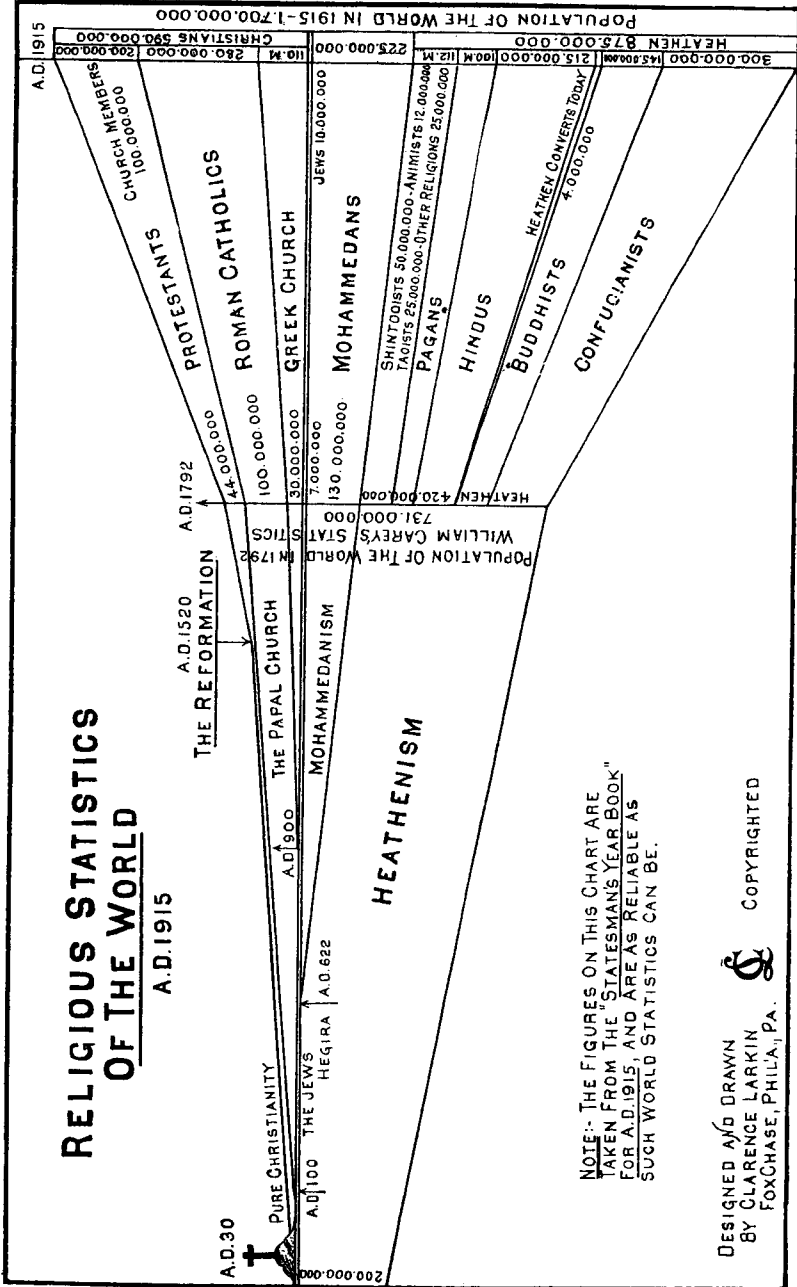 RELIGIOUS STATISTICS
OF THE WORLD
A.D. 1915
A.D. 30
PURE CHRISTIANITY
A.D. 100
THE JEWS
HEGIRA
A.D. 622
A.D. 900
THE PAPAL CHURCH
MOHAMMEDANISM
HEATHENISM
200.000.000
A.D. 1520
THE REFORMATION
A.D. 1792
POPULATION OF THE WORLD IN 1792
WILLIAM CAREY'S STATISTICS
731.000.000
44.000.000
100.000.000
30.000.000
7.000.000
130.000.000
HEATHEN 420.000.000
PROTESTANTS
CHURCH MEMBERS
100.000.000
ROMAN CATHOLICS
GREEK CHURCH
JEWS 10.000.000
MOHAMMEDANS
SHINTOOISTS 50.000.000-ANIMISTS 12.000.000
TAOISTS 25.000.000-OTHER RELIGIONS 25.000.000
PAGANS
HINDUS
HEATHEN CONVERTS TODAY
4.000.000
BUDDHISTS
CONFUCIANISTS
A.D. 1915
200.000.000
280.000.000
110.M
225.000.000
112.M
100.M
215.000.000
145.000.000
300.000.000
CHRISTIANS 590.000.000
HEATHEN 875.000.000
POPULATION OF THE WORLD IN 1915-1.700.000.000
NOTE:- THE FIGURES ON THIS CHART ARE
TAKEN FROM THE "STATESMAN'S YEAR BOOK"
FOR A.D. 1915, AND ARE AS RELIABLE AS
SUCH WORLD STATISTICS CAN BE.
DESIGNED AND DRAWN
BY CLARENCE LARKIN
FOX CHASE, PHIL'A., PA.
CL COPYRIGHTED